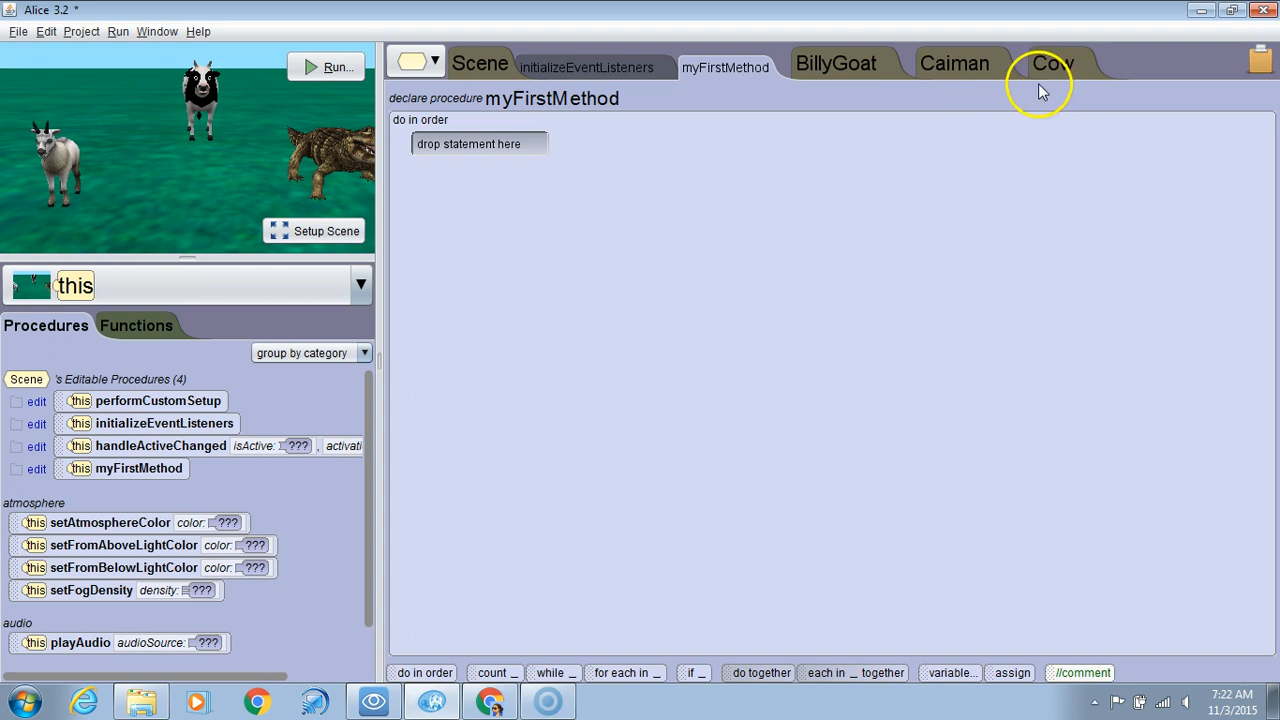 Alice 3.2 *
File Edit Project Run Window Help
Run...
Setup Scene
Scene initializeEventListeners myFirstMethod BillyGoat Caiman Cow
declare procedure myFirstMethod
do in order
drop statement here
this
Procedures Functions
group by category
Scene 's Editable Procedures (4)
edit this performCustomSetup
edit this initializeEventListeners
edit this handleActiveChanged isActive: ??? , activati
edit this myFirstMethod
atmosphere
this setAtmosphereColor color: ???
this setFromAboveLightColor color: ???
this setFromBelowLightColor color: ???
this setFogDensity density: ???
audio
this playAudio audioSource: ???
do in order count _ while _ for each in _ if _ do together each in _ together variable... assign //comment
7:22 AM
11/3/2015